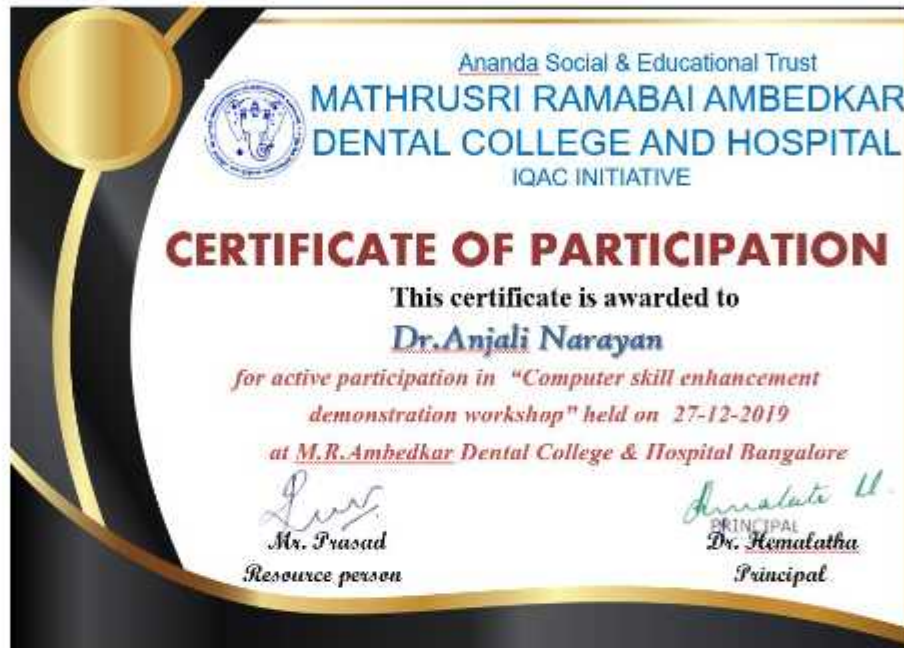 Ananda Social & Educational Trust
MATHRUSRI RAMABAI AMBEDKAR
DENTAL COLLEGE AND HOSPITAL
IQAC INITIATIVE
CERTIFICATE OF PARTICIPATION
This certificate is awarded to
Dr.Anjali Narayan
for active participation in "Computer skill enhancement
demonstration workshop" held on 27-12-2019
at M.R.Ambedkar Dental College & Hospital Bangalore
PRINCIPAL
Mr. Prasad
Dr. Hemalatha
Resource person
Principal